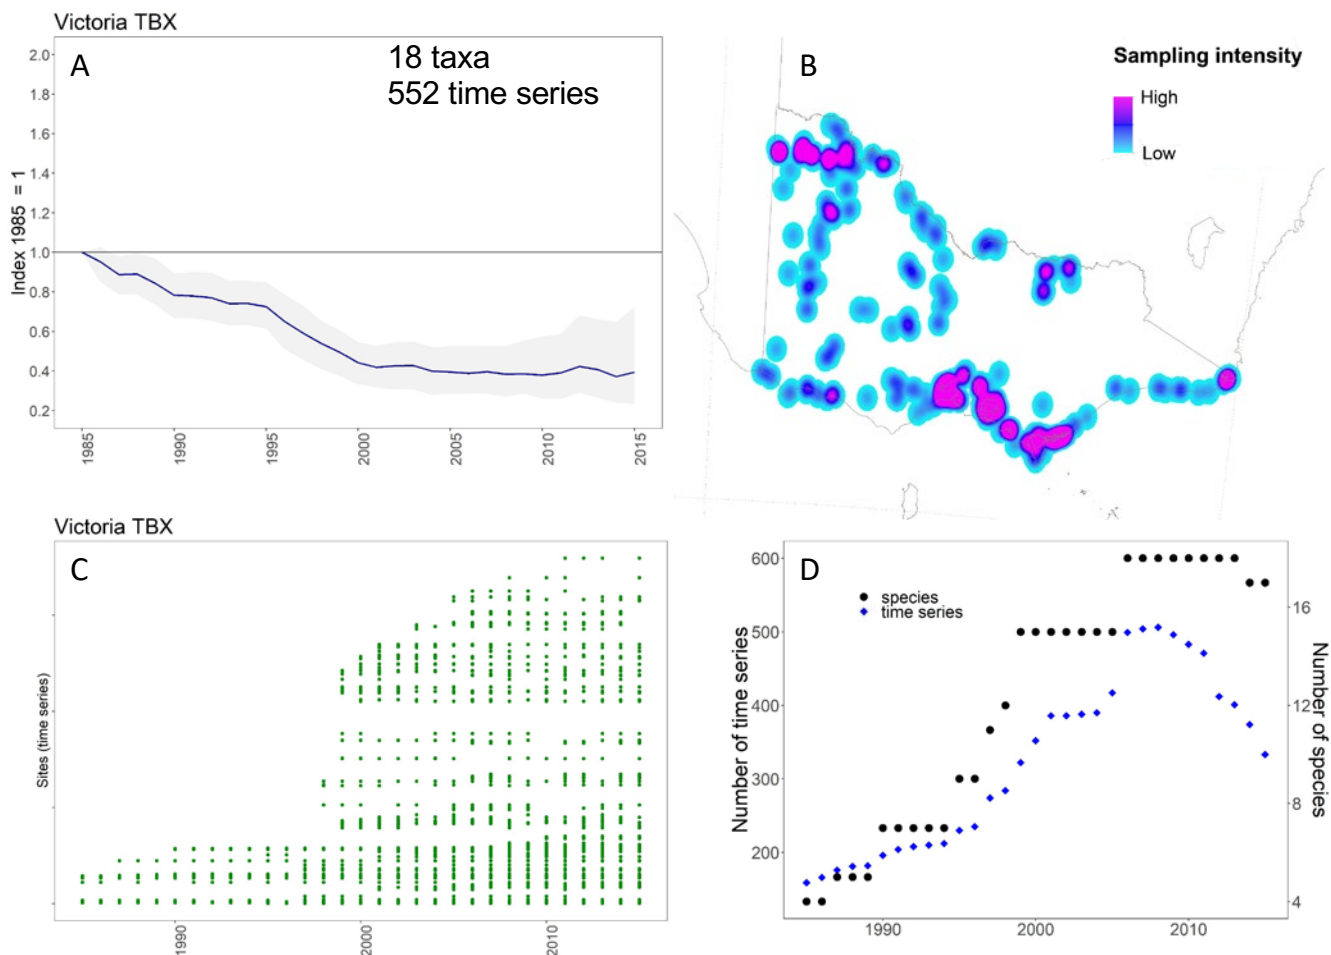 Victoria TBX
A
18 taxa
552 time series
Index 1985 = 1
2.0
1.8
1.6
1.4
1.2
1.0
0.8
0.6
0.4
0.2
1985
1990
1995
2000
2005
2010
2015
B
Sampling intensity
High
Low
Victoria TBX
C
Sites (time series)
1990
2000
2010
D
species
time series
Number of time series
600
500
400
300
200
1990
2000
2010
16
12
8
4
Number of species